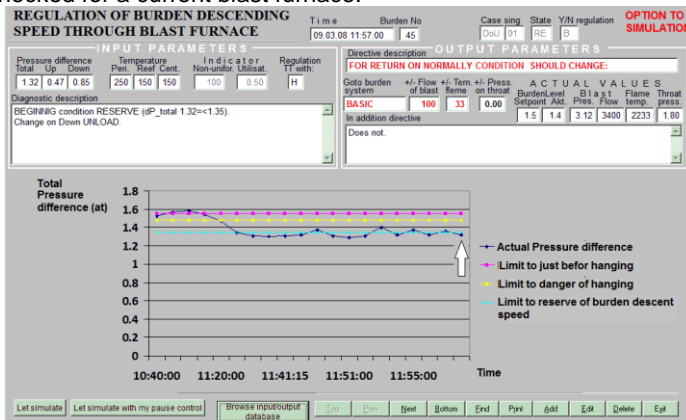 hecked for a current blast furnace.
REGULATION OF BURDEN DESCENDING
SPEED THROUGH BLAST FURNACE
Time Burden No
09.03.08 11:57:00 45
Case sing State Y/N regulation
DoU 01 RE B
OPTION TO
SIMULATION
INPUT PARAMETERS
Pressure difference Temperature Indicator Regulation
Total Up Down Peri. Reef Cent. Non-unifor. Utilisat. TT with:
1.32 0.47 0.85 250 150 150 100 0.50 H
Diagnostic description
BEGINNIG condition RESERVE (dP_total 1.32=<1.35).
Change on Down UNLOAD.
OUTPUT PARAMETERS
Directive description
FOR RETURN ON NORMALLY CONDITION SHOULD CHANGE:
Goto burden +/- Flow +/- Tem. +/- Press. ACTUAL VALUES
system of blast fleme on throat
BurdenLevel Blast Flame Throat
Setpoint Akt. Pres. Flow temp. press.
BASIC 100 33 0.00 1.5 1.4 3.12 3400 2233 1.80
In addition directive
Does not.
Total
Pressure
difference (at)
1.8
1.6
1.4
1.2
1
0.8
0.6
0.4
0.2
0
10:40:00 11:20:00 11:41:15 11:51:00 11:55:00 Time
Actual Pressure difference
Limit to just befor hanging
Limit to danger of hanging
Limit to reserve of burden descent
speed
Let simulate Let simulate with my pause control Browse input/output
database
Top Prev Next Bottom Find Print Add Edit Delete Exit